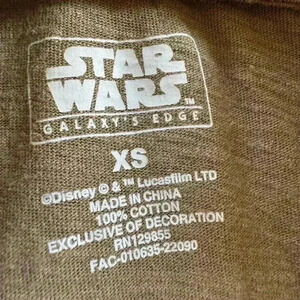 STAR
WARS™
GALAXY'S EDGE
XS
©Disney © & ™ Lucasfilm LTD
MADE IN CHINA
100% COTTON
EXCLUSIVE OF DECORATION
RN129855
FAC-010635-22090